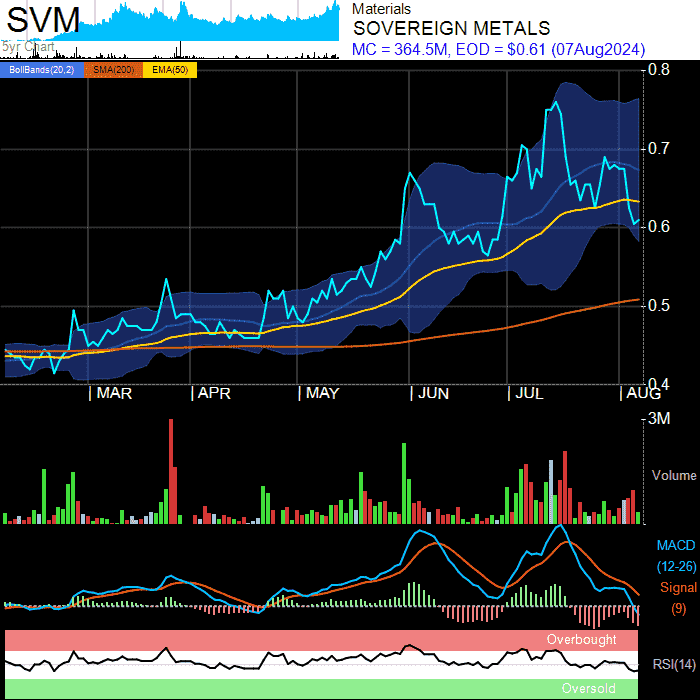 SVM
5yr Chart
Materials
SOVEREIGN METALS
MC = 364.5M, EOD = $0.61 (07Aug2024)
BollBands(20,2) SMA(200) EMA(50)
0.8
0.7
0.6
0.5
0.4
MAR APR MAY JUN JUL AUG
3M
Volume
MACD
(12-26)
Signal
(9)
Overbought
RSI(14)
Oversold